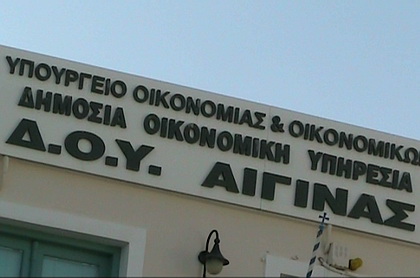 ΥΠΟΥΡΓΕΙΟ ΟΙΚΟΝΟΜΙΑΣ & ΟΙΚΟΝΟΜΙΚΩ
ΔΗΜΟΣΙΑ ΟΙΚΟΝΟΜΙΚΗ ΥΠΗΡΕΣΙΑ
Δ.Ο.Υ. ΑΙΓΙΝΑΣ